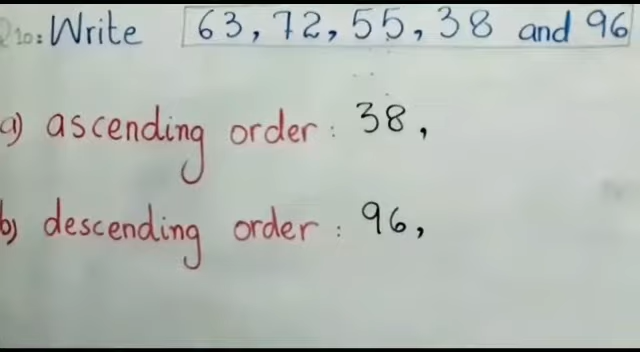 Q10: Write 63, 72, 55, 38 and 96
a) ascending order: 38,
b) descending order: 96,